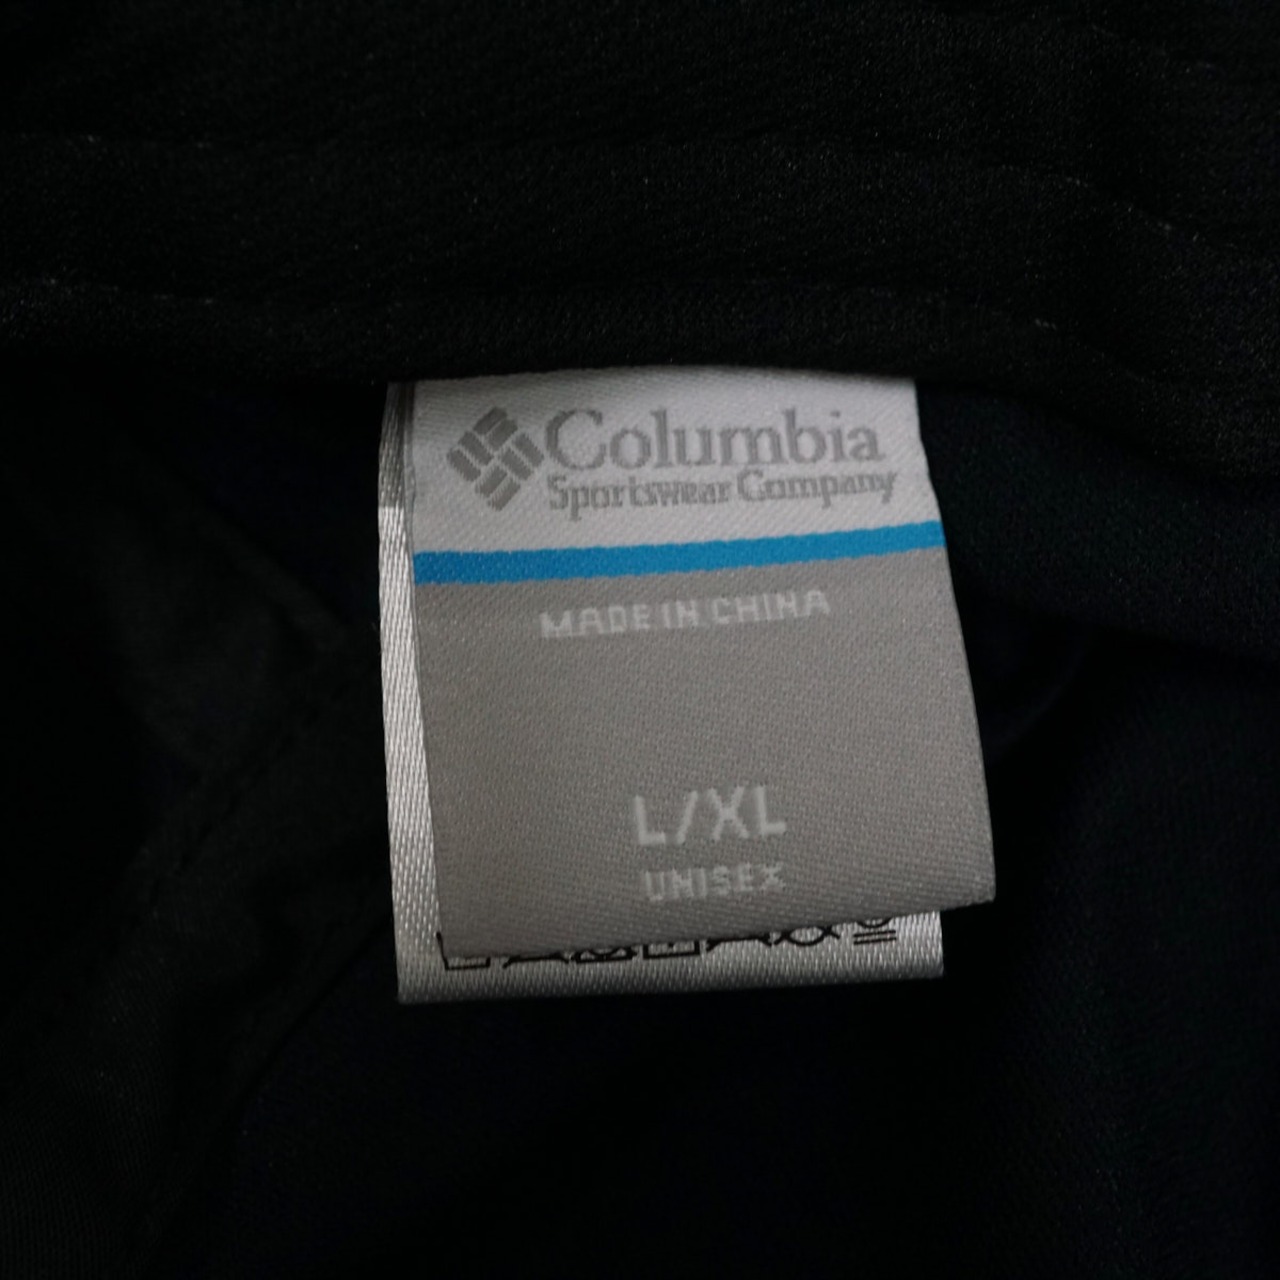 Columbia
Sportswear Company
MADE IN CHINA
L/XL
UNISEX